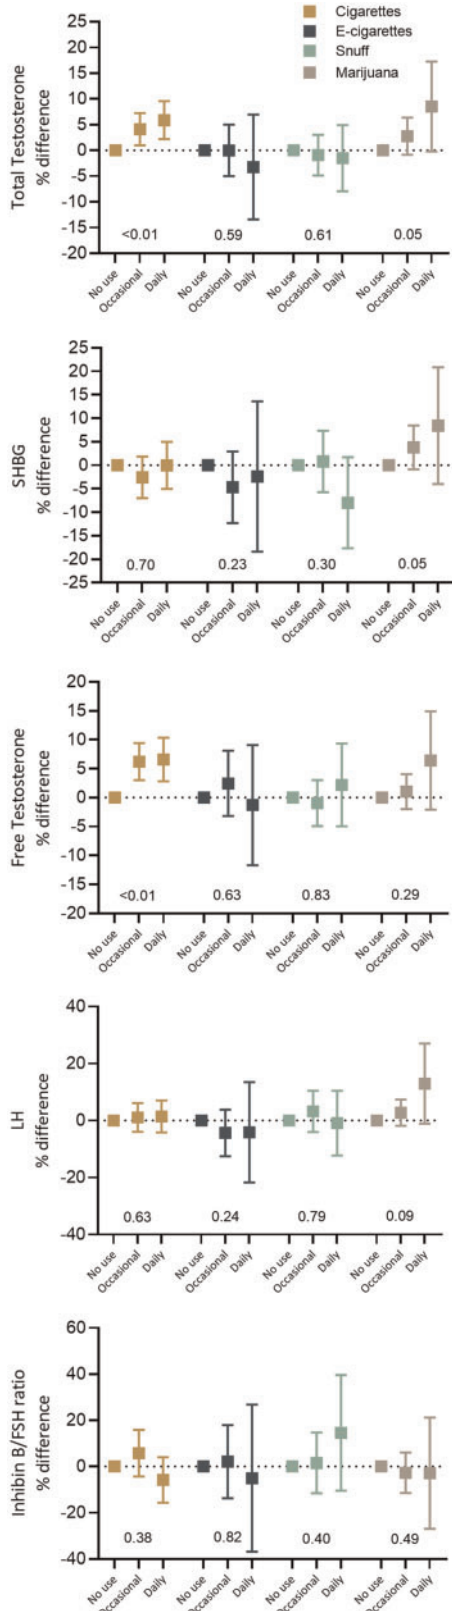 Cigarettes
E-cigarettes
Snuff
Marijuana
Total Testosterone
% difference
20
15
10
5
0
-5
-10
-15
-20
<0.01 0.59 0.61 0.05
No use Occasional Daily No use Occasional Daily No use Occasional Daily No use Occasional Daily
SHBG
% difference
25
20
15
10
5
0
-5
-10
-15
-20
-25
0.70 0.23 0.30 0.05
No use Occasional Daily No use Occasional Daily No use Occasional Daily No use Occasional Daily
Free Testosterone
% difference
20
15
10
5
0
-5
-10
-15
-20
<0.01 0.63 0.83 0.29
No use Occasional Daily No use Occasional Daily No use Occasional Daily No use Occasional Daily
LH
% difference
40
20
0
-20
-40
0.63 0.24 0.79 0.09
No use Occasional Daily No use Occasional Daily No use Occasional Daily No use Occasional Daily
Inhibin B/FSH ratio
% difference
60
40
20
0
-20
-40
0.38 0.82 0.40 0.49
No use Occasional Daily No use Occasional Daily No use Occasional Daily No use Occasional Daily